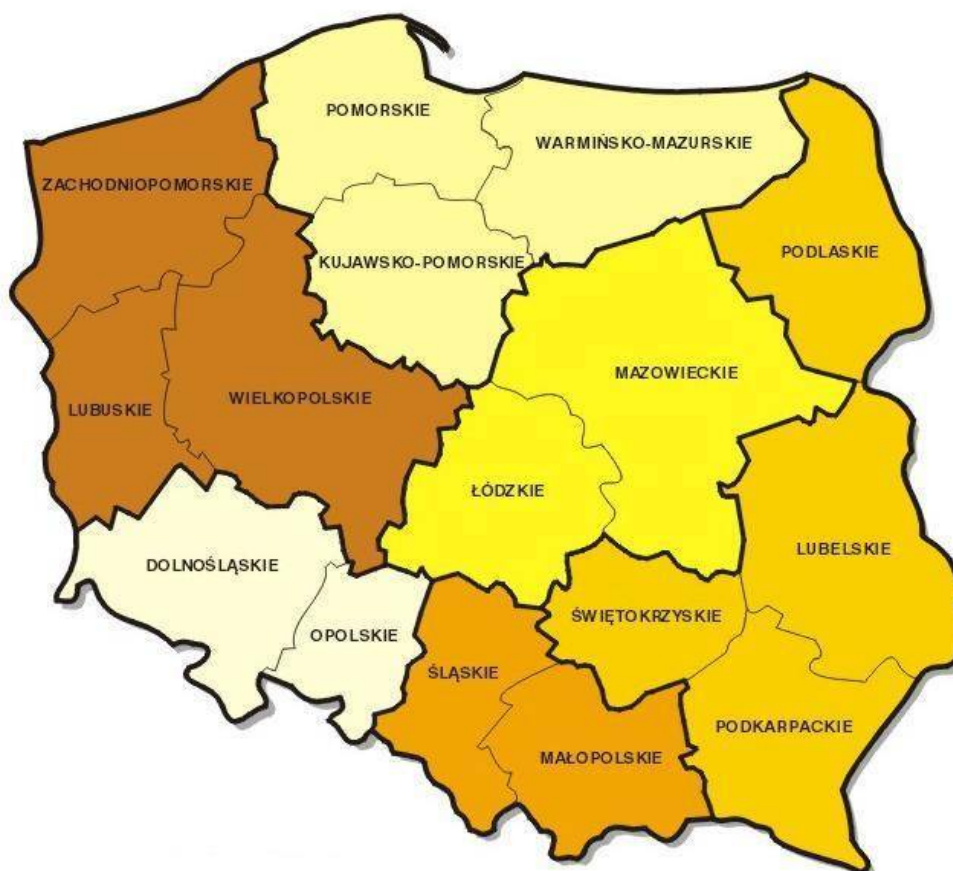 POMORSKIE
WARMIŃSKO-MAZURSKIE
ZACHODNIOPOMORSKIE
PODLASKIE
KUJAWSKO-POMORSKIE
MAZOWIECKIE
WIELKOPOLSKIE
LUBUSKIE
ŁÓDZKIE
LUBELSKIE
DOLNOŚLĄSKIE
ŚWIĘTOKRZYSKIE
OPOLSKIE
ŚLĄSKIE
PODKARPACKIE
MAŁOPOLSKIE